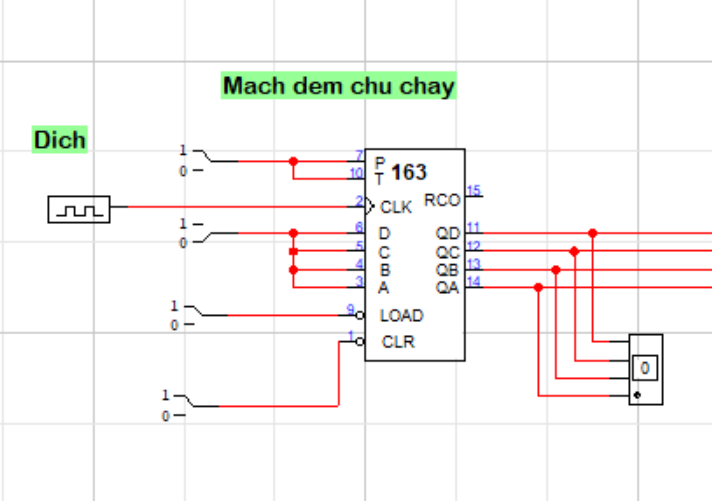 Mach dem chu chay
Dich
1
0
7
10
P
T
163
15
RCO
2
CLK
1
0
6
5
4
3
D
C
B
A
QD
QC
QB
QA
11
12
13
14
1
0
9
LOAD
1
CLR
0
1
0